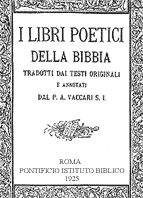 I LIBRI POETICI
DELLA BIBBIA
TRADOTTI DAI TESTI ORIGINALI
E ANNOTATI
DAL P. A. VACCARI S. I.
ROMA
PONTIFICIO ISTITUTO BIBLICO
1925